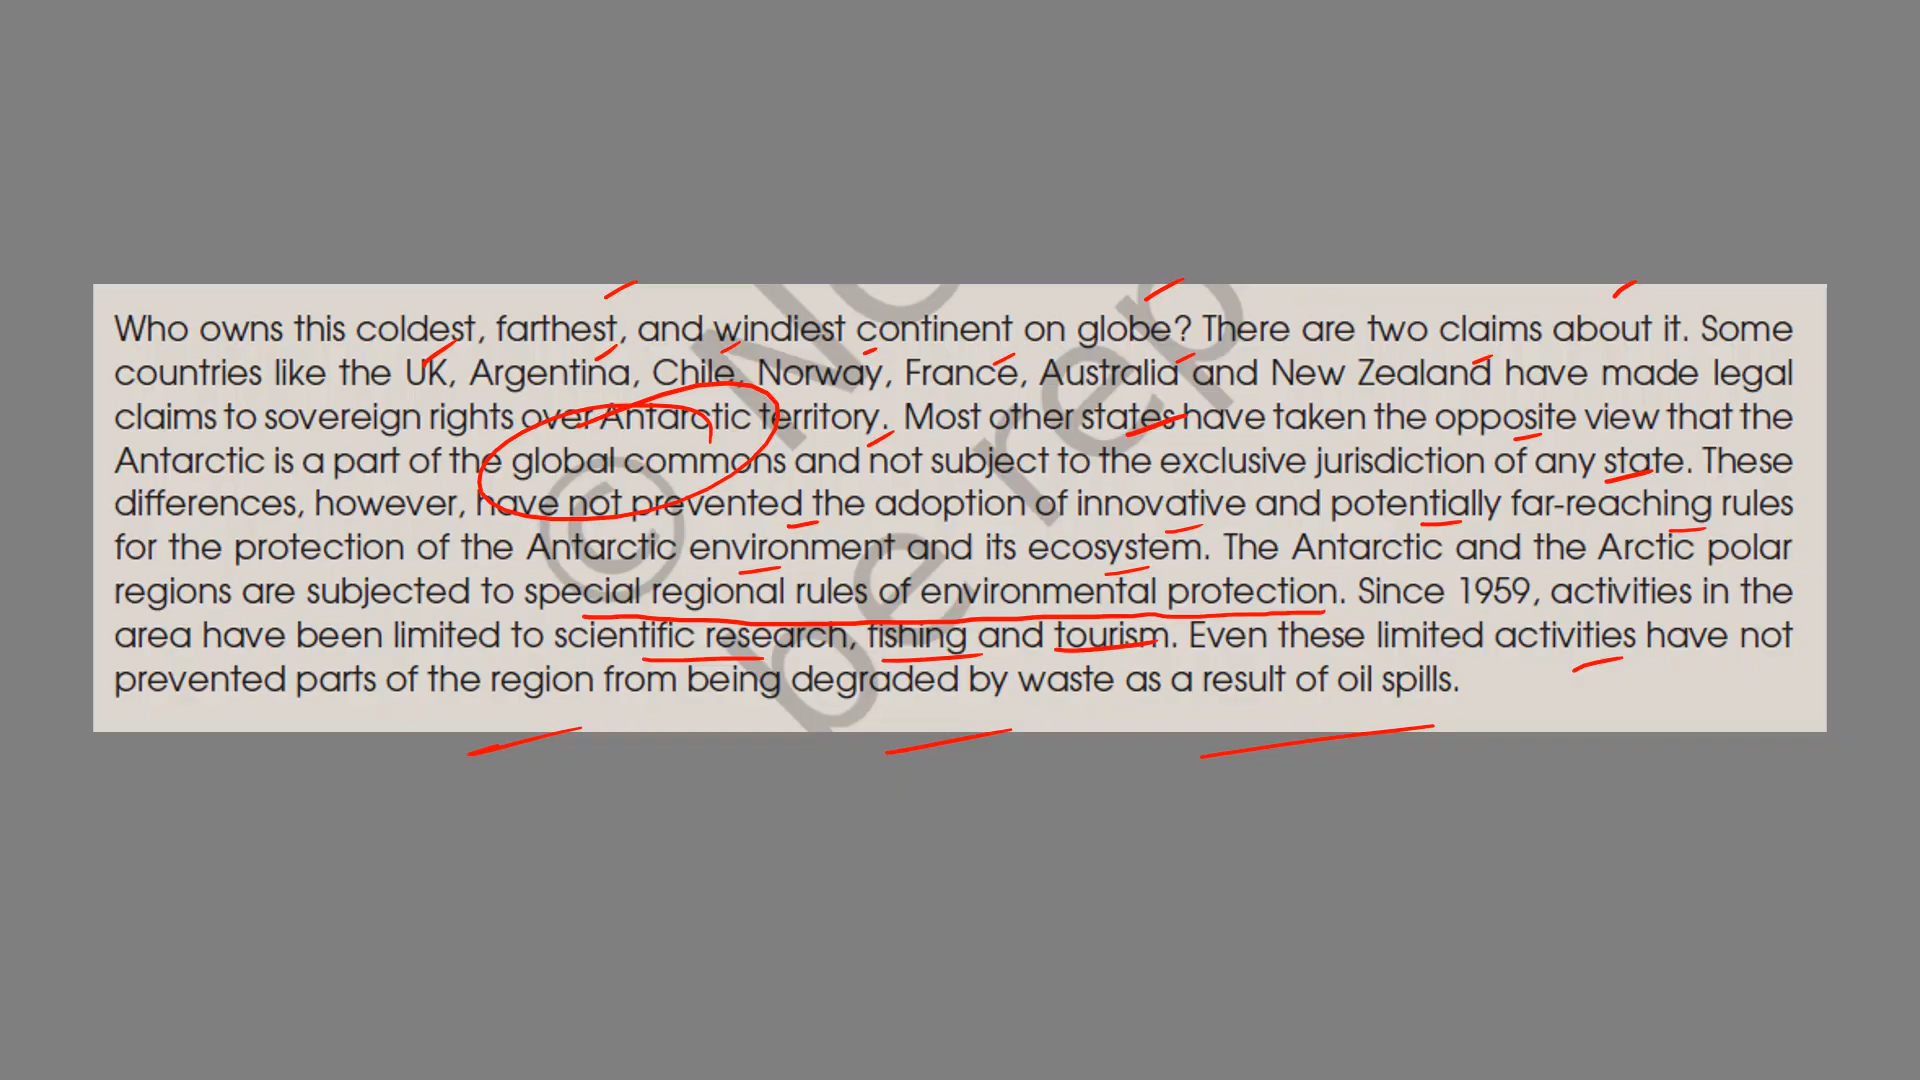 Who owns this coldest, farthest, and windiest continent on globe? There are two claims about it. Some
countries like the UK, Argentina, Chile, Norway, France, Australia and New Zealand have made legal
claims to sovereign rights over Antarctic territory. Most other states have taken the opposite view that the
Antarctic is a part of the global commons and not subject to the exclusive jurisdiction of any state. These
differences, however, have not prevented the adoption of innovative and potentially far-reaching rules
for the protection of the Antarctic environment and its ecosystem. The Antarctic and the Arctic polar
regions are subjected to special regional rules of environmental protection. Since 1959, activities in the
area have been limited to scientific research, fishing and tourism. Even these limited activities have not
prevented parts of the region from being degraded by waste as a result of oil spills.
©
be rep